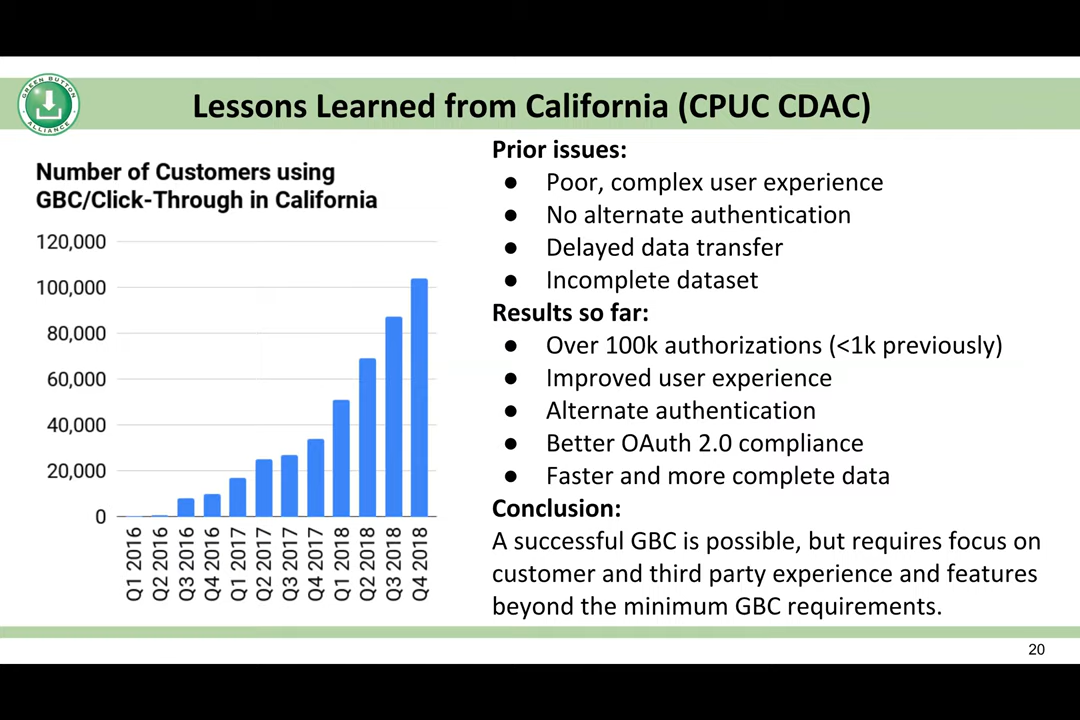 GREEN BUTTON
ALLIANCE
Lessons Learned from California (CPUC CDAC)
Number of Customers using
GBC/Click-Through in California
120,000
100,000
80,000
60,000
40,000
20,000
0
Q1 2016
Q2 2016
Q3 2016
Q4 2016
Q1 2017
Q2 2017
Q3 2017
Q4 2017
Q1 2018
Q2 2018
Q3 2018
Q4 2018
Prior issues:
● Poor, complex user experience
● No alternate authentication
● Delayed data transfer
● Incomplete dataset
Results so far:
● Over 100k authorizations (<1k previously)
● Improved user experience
● Alternate authentication
● Better OAuth 2.0 compliance
● Faster and more complete data
Conclusion:
A successful GBC is possible, but requires focus on
customer and third party experience and features
beyond the minimum GBC requirements.
20